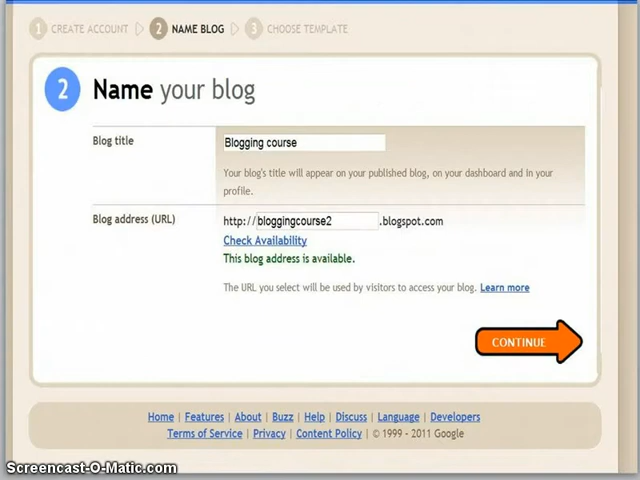 1 CREATE ACCOUNT 2 NAME BLOG 3 CHOOSE TEMPLATE
2 Name your blog
Blog title Blogging course
Your blog's title will appear on your published blog, on your dashboard and in your
profile.
Blog address (URL) http://bloggingcourse2.blogspot.com
Check Availability
This blog address is available.
The URL you select will be used by visitors to access your blog. Learn more
CONTINUE
Home | Features | About | Buzz | Help | Discuss | Language | Developers
Terms of Service | Privacy | Content Policy | © 1999 - 2011 Google
Screencast-O-Matic.com